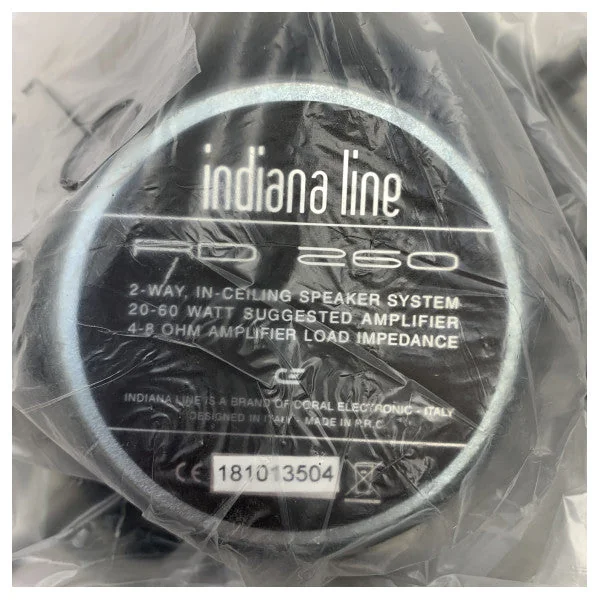 indiana line
RD 260
2-WAY, IN-CEILING SPEAKER SYSTEM
20-60 WATT SUGGESTED AMPLIFIER
4-8 OHM AMPLIFIER LOAD IMPEDANCE
INDIANA LINE IS A BRAND OF CORAL ELECTRONIC - ITALY
DESIGNED IN ITALY - MADE IN P.R.C.
CE 181013504